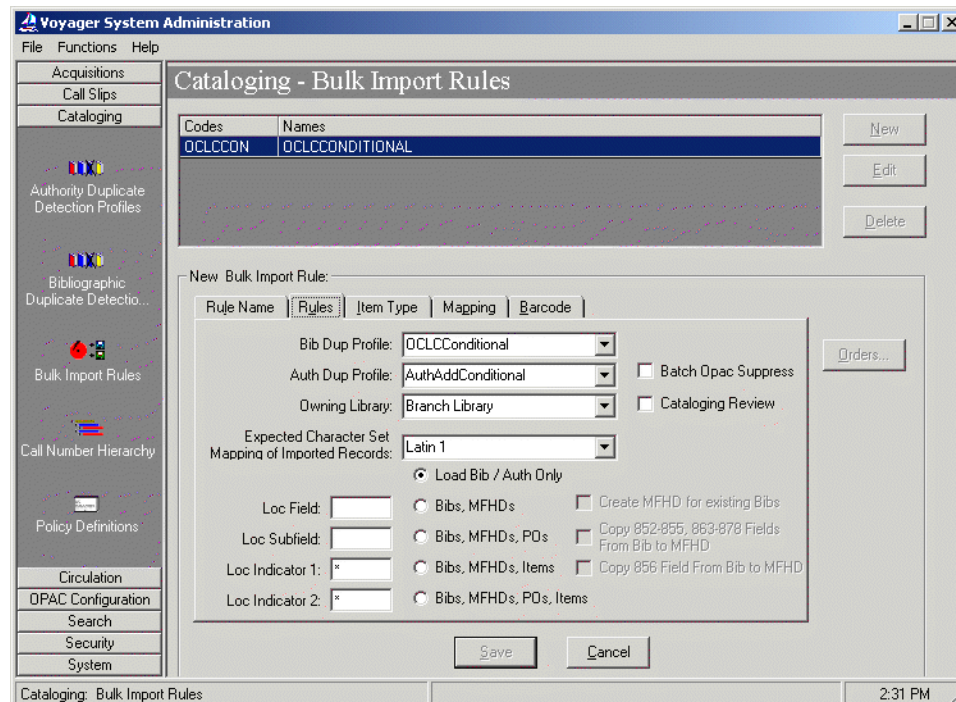 Voyager System Administration
File Functions Help
Acquisitions
Call Slips
Cataloging
Authority Duplicate
Detection Profiles
Bibliographic
Duplicate Detectio...
Bulk Import Rules
Call Number Hierarchy
Policy Definitions
Circulation
OPAC Configuration
Search
Security
System
Cataloging - Bulk Import Rules
Codes Names
OCLCCON OCLCCONDITIONAL
New
Edit
Delete
New Bulk Import Rule:
Rule Name Rules Item Type Mapping Barcode
Bib Dup Profile: OCLCConditional
Auth Dup Profile: AuthAddConditional
Batch Opac Suppress
Owning Library: Branch Library
Cataloging Review
Expected Character Set
Mapping of Imported Records: Latin 1
Load Bib / Auth Only
Loc Field: Bibs, MFHDs
Create MFHD for existing Bibs
Loc Subfield: Bibs, MFHDs, POs
Copy 852-855, 863-878 Fields
From Bib to MFHD
Loc Indicator 1: * Bibs, MFHDs, Items
Copy 856 Field From Bib to MFHD
Loc Indicator 2: * Bibs, MFHDs, POs, Items
Orders...
Save Cancel
Cataloging: Bulk Import Rules
2:31 PM